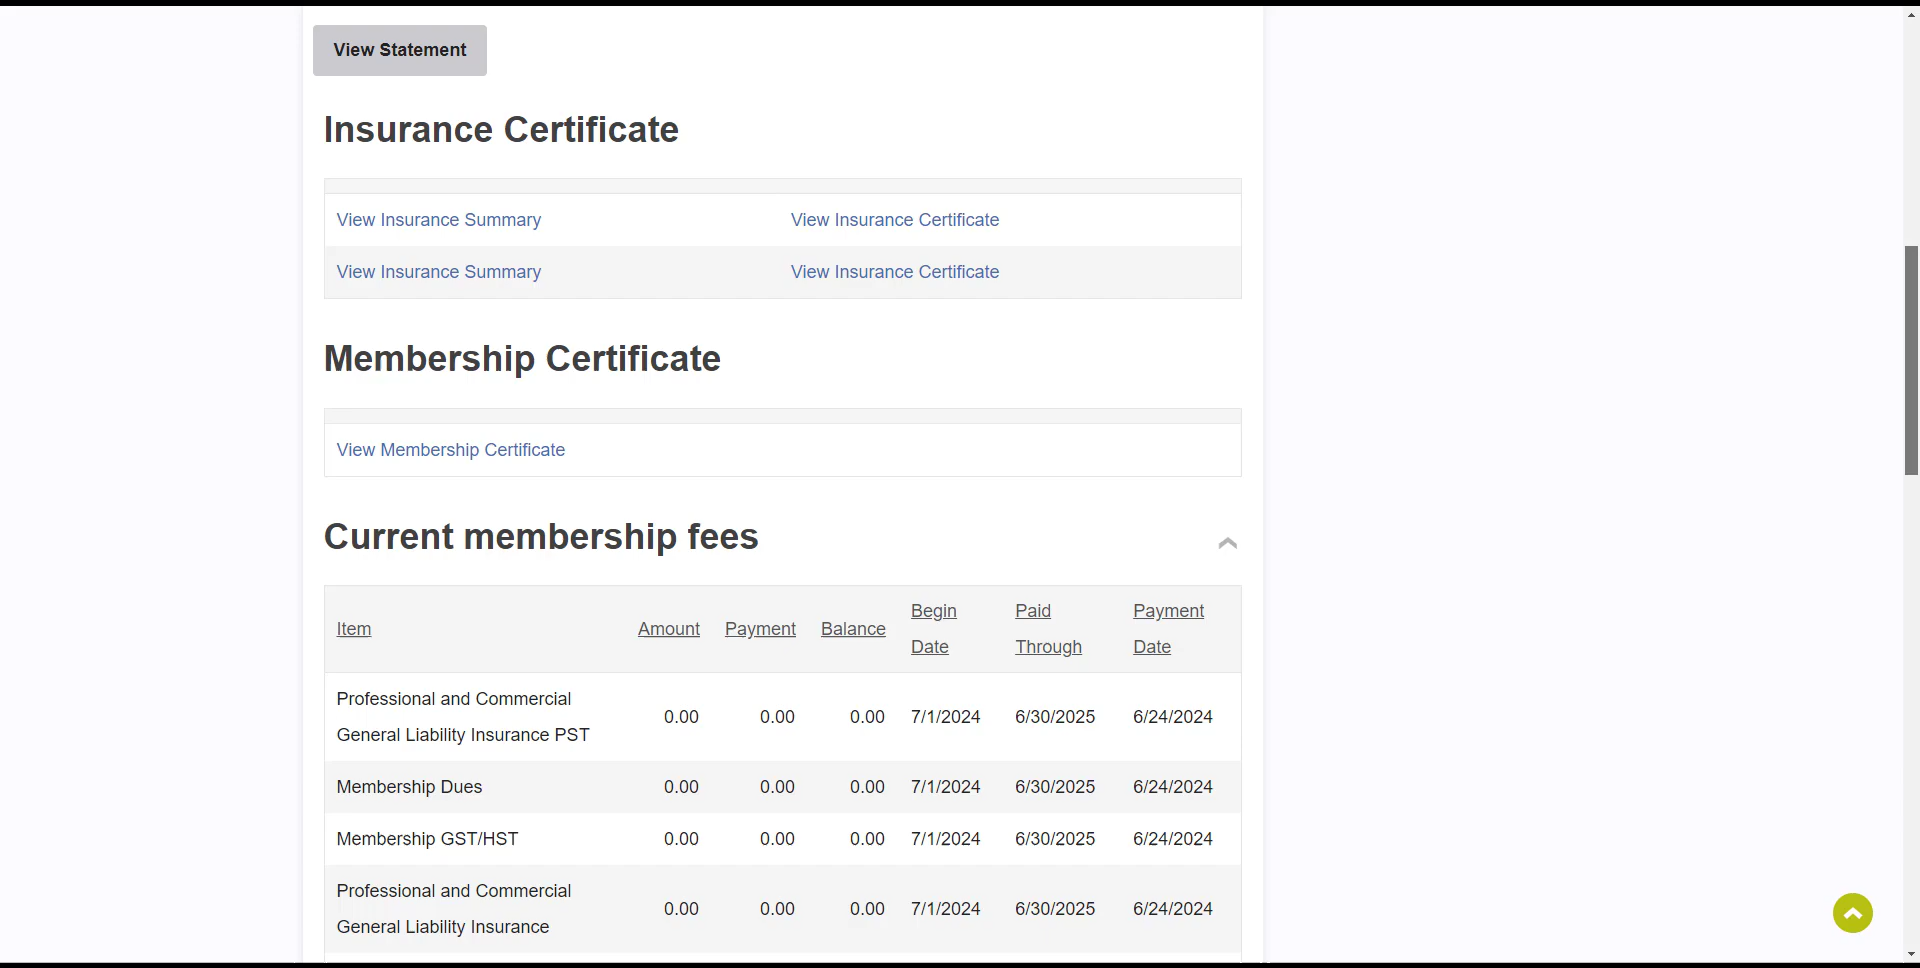 View Statement
Insurance Certificate
View Insurance Summary View Insurance Certificate
View Insurance Summary View Insurance Certificate
Membership Certificate
View Membership Certificate
Current membership fees
Item Amount Payment Balance Begin Date Paid Through Payment Date
Professional and Commercial
General Liability Insurance PST 0.00 0.00 0.00 7/1/2024 6/30/2025 6/24/2024
Membership Dues 0.00 0.00 0.00 7/1/2024 6/30/2025 6/24/2024
Membership GST/HST 0.00 0.00 0.00 7/1/2024 6/30/2025 6/24/2024
Professional and Commercial
General Liability Insurance 0.00 0.00 0.00 7/1/2024 6/30/2025 6/24/2024